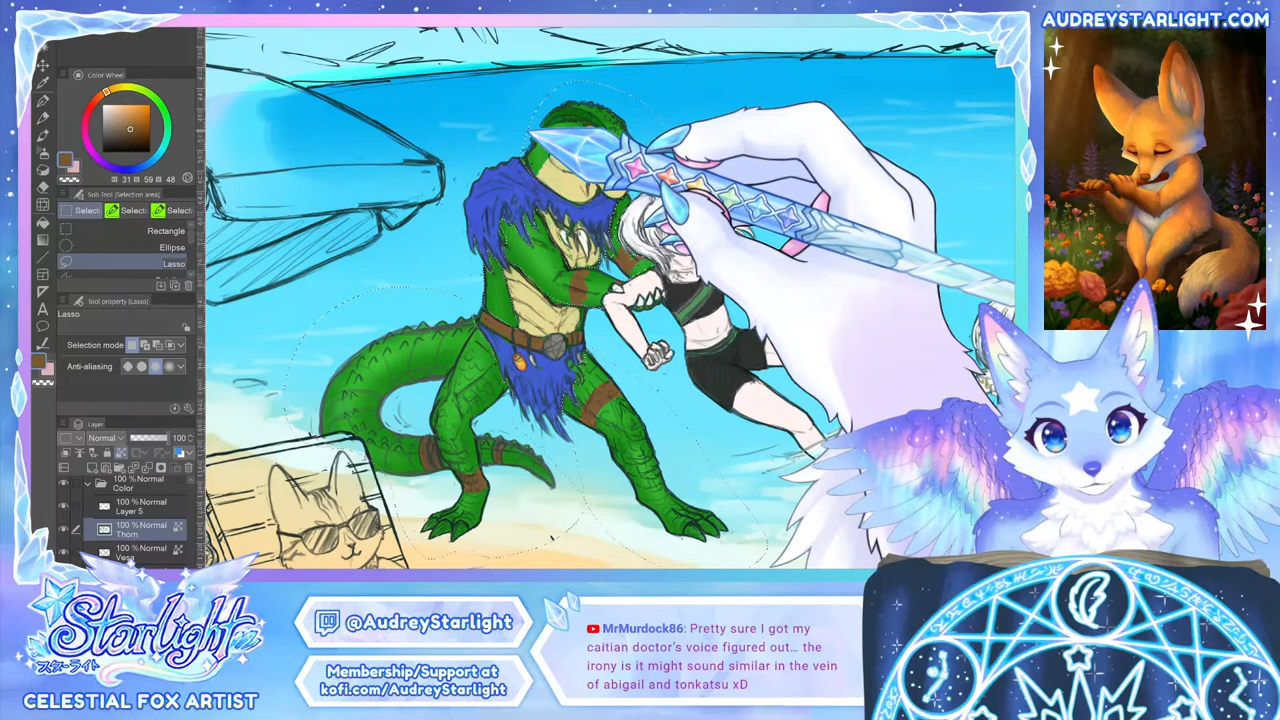 AUDREYSTARLIGHT.COM
Color Wheel
31 59 48
Sub Tool (Selection area)
Select Select Select
Rectangle
Ellipse
Lasso
Tool property (Lasso)
Lasso
Selection mode
Anti-aliasing
Layer
Normal 100
100 % Normal
Color
100 % Normal
Layer 5
100 % Normal
Thorn
100 % Normal
Vesa
Starlight
スターライト
CELESTIAL FOX ARTIST
@AudreyStarlight
Membership/Support at
kofi.com/AudreyStarlight
MrMurdock86: Pretty sure I got my
caitian doctor's voice figured out... the
irony is it might sound similar in the vein
of abigail and tonkatsu xD